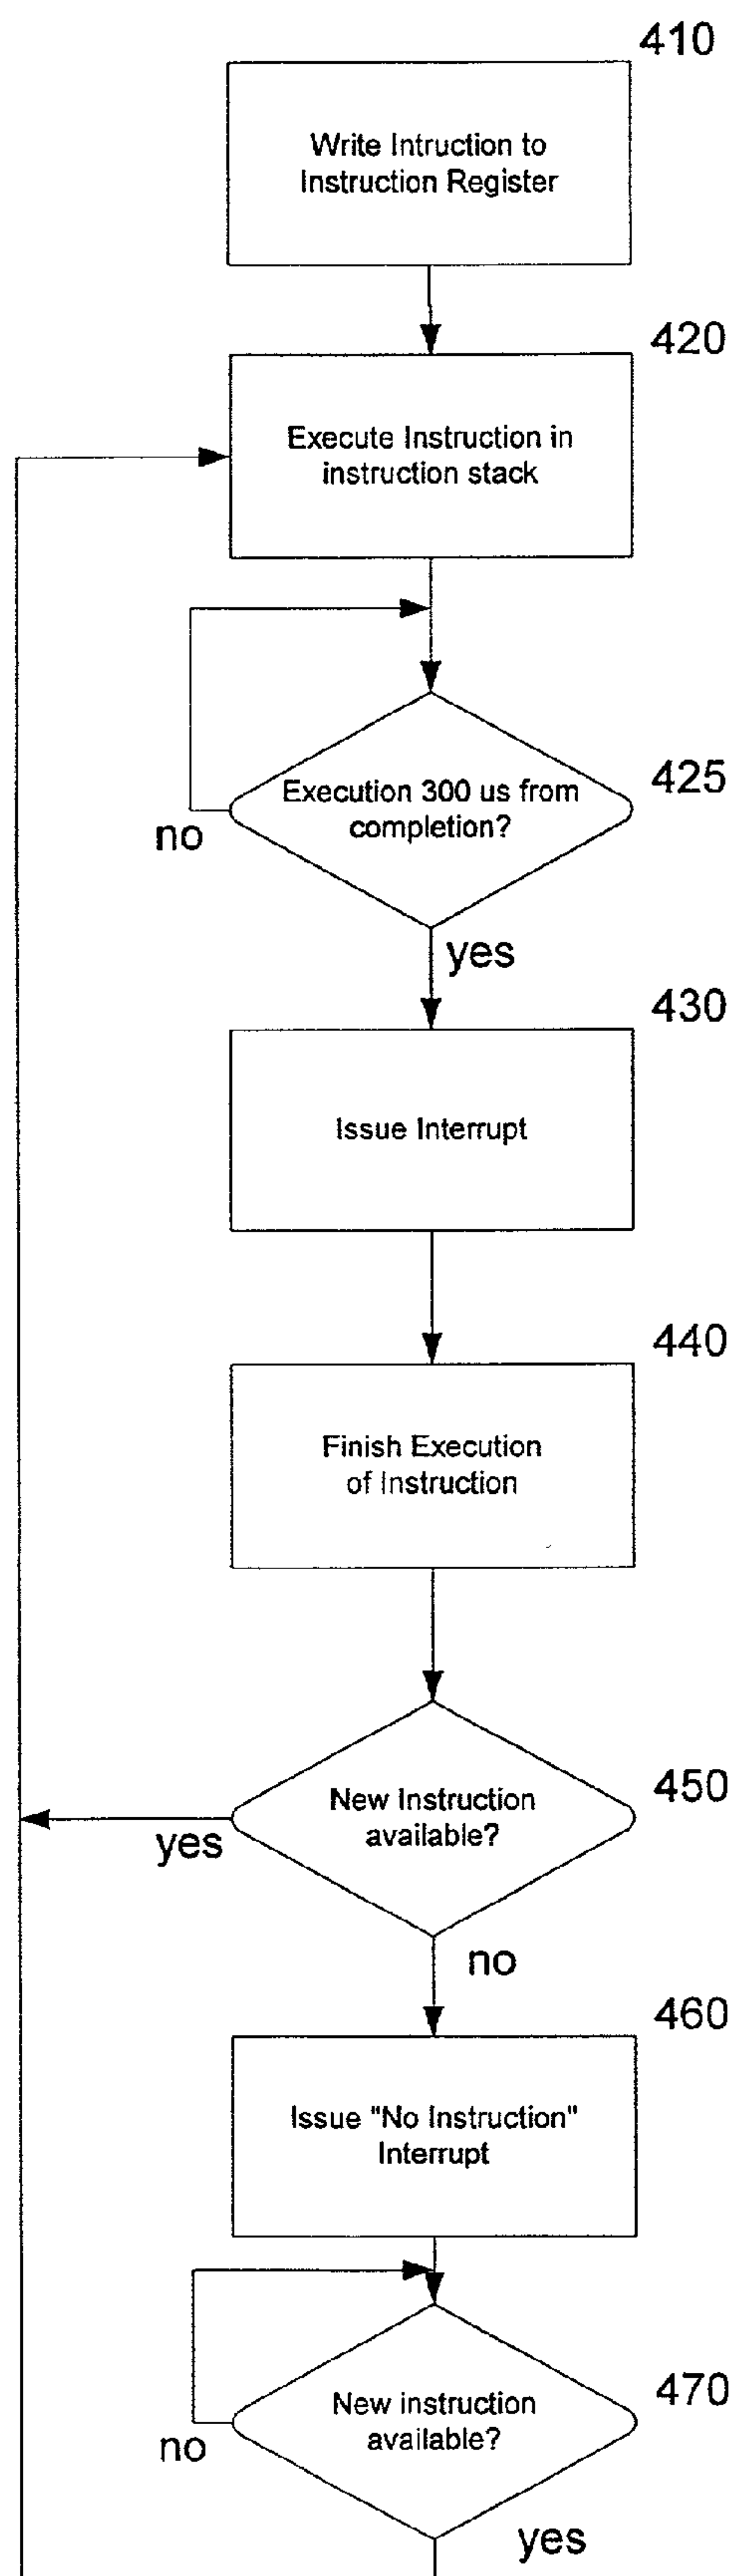 410
Write Intruction to
Instruction Register
420
Execute Instruction in
instruction stack
425
Execution 300 us from
completion?
no
yes
430
Issue Interrupt
440
Finish Execution
of Instruction
450
New Instruction
available?
yes
no
460
Issue "No Instruction"
Interrupt
470
New instruction
available?
no
yes